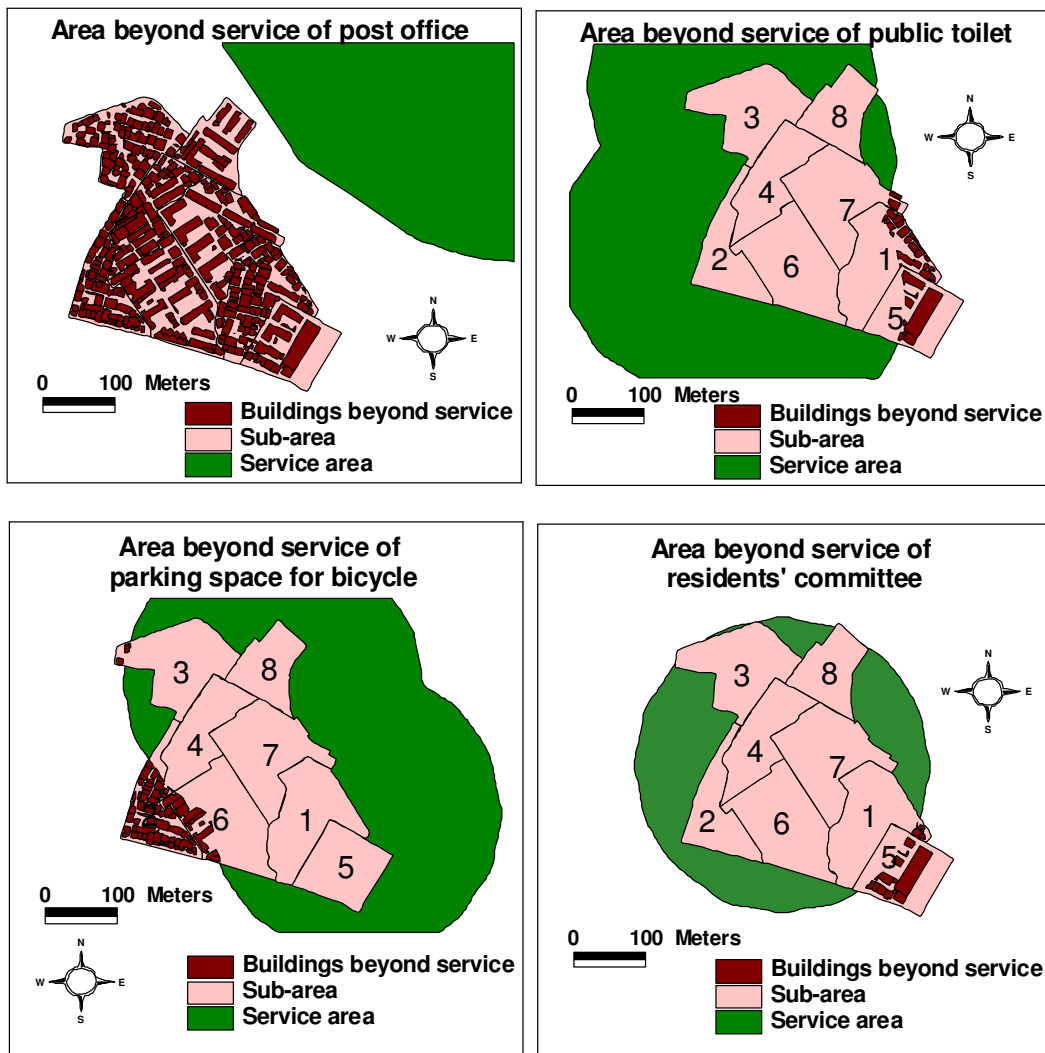 Area beyond service of post office
N
W E
S
0 100 Meters
Buildings beyond service
Sub-area
Service area
Area beyond service of public toilet
3
8
4
7
2
6
1
5
N
W E
S
0 100 Meters
Buildings beyond service
Sub-area
Service area
Area beyond service of
parking space for bicycle
3
8
4
7
6
1
5
0 100 Meters
N
W E
S
Buildings beyond service
Sub-area
Service area
Area beyond service of
residents' committee
3
8
4
7
2
6
1
5
N
W E
S
0 100 Meters
Buildings beyond service
Sub-area
Service area